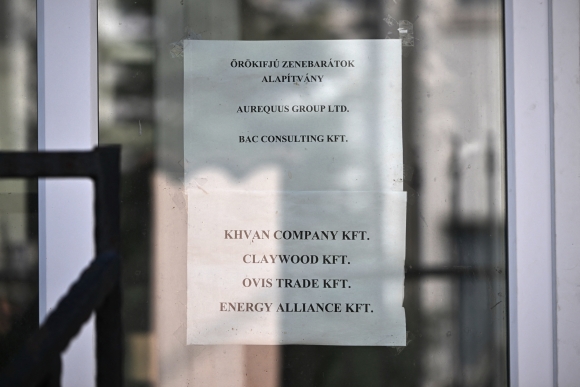 ÖRÖKIFJÚ ZENEBARÁTOK
ALAPÍTVÁNY
AUREQUUS GROUP LTD.
BAC CONSULTING KFT.
KHVAN COMPANY KFT.
CLAYWOOD KFT.
OVIS TRADE KFT.
ENERGY ALLIANCE KFT.